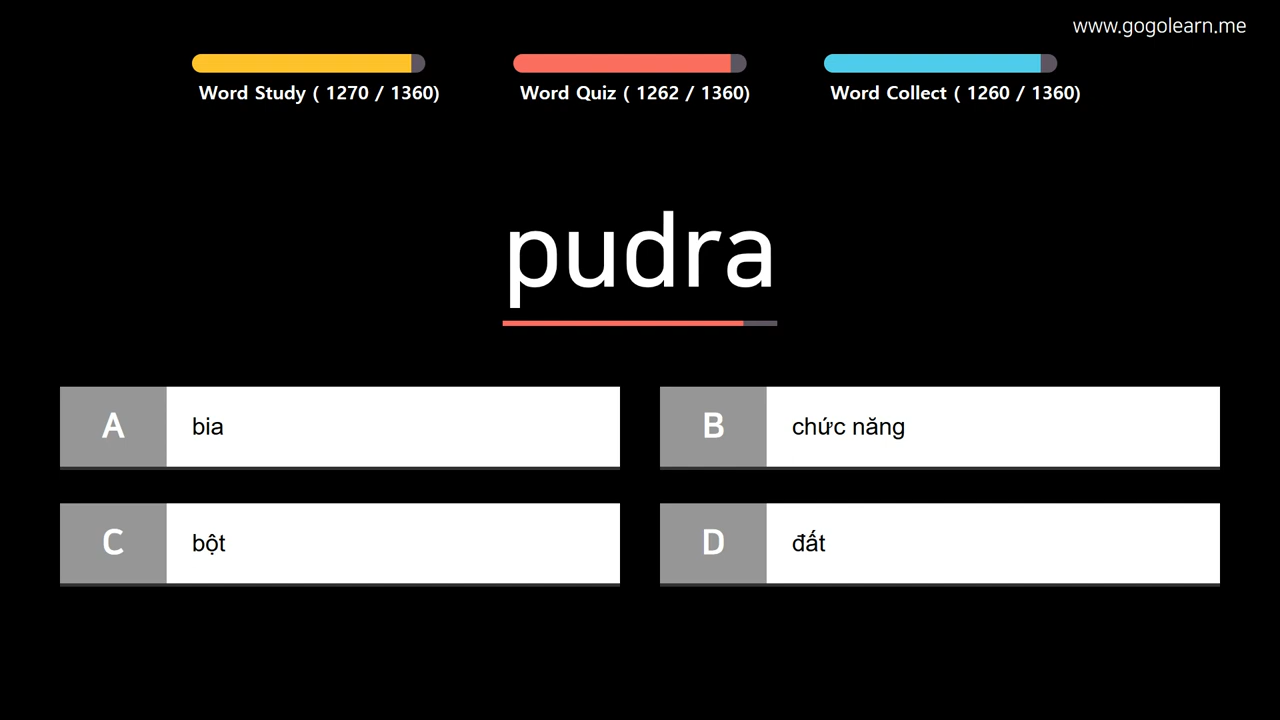 www.gogolearn.me
Word Study ( 1270 / 1360)
Word Quiz ( 1262 / 1360)
Word Collect ( 1260 / 1360)
pudra
A bia
B chức năng
C bột
D đất